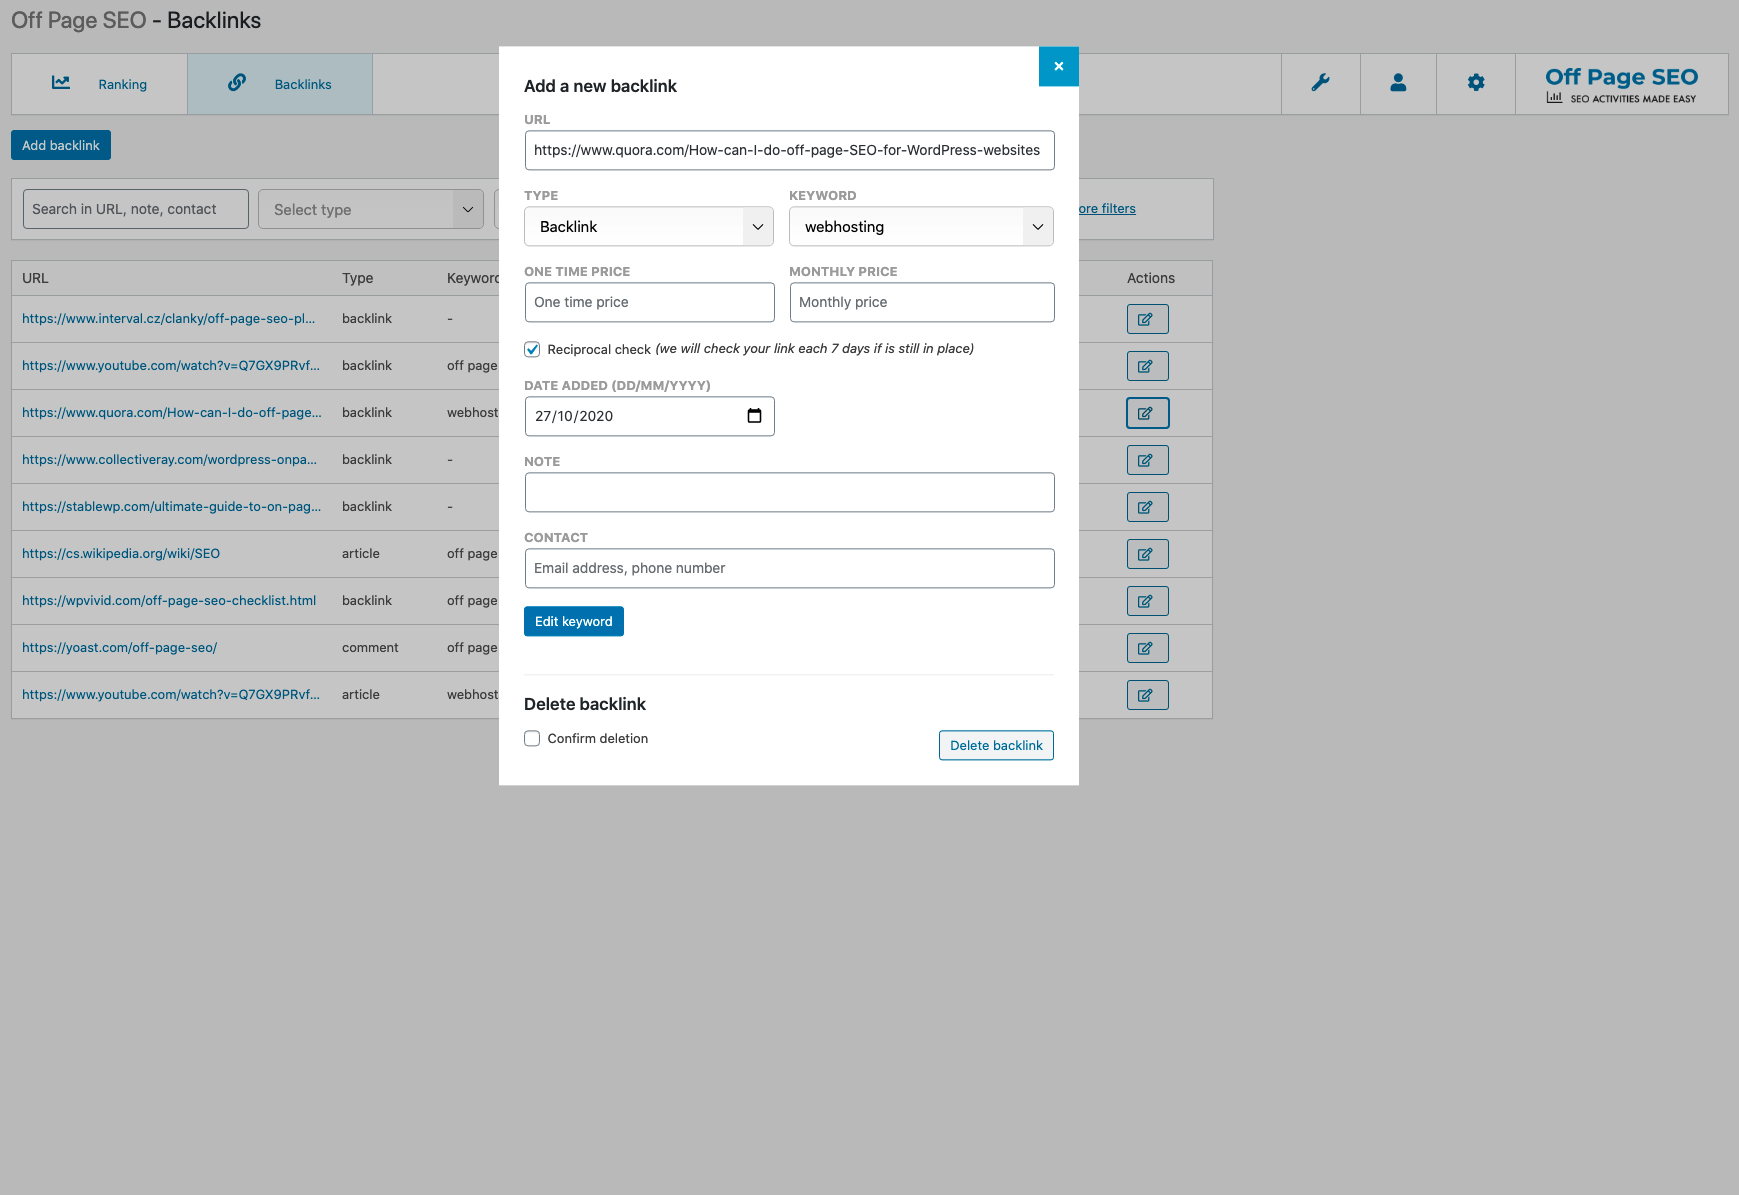 Off Page SEO - Backlinks
Ranking
Backlinks
Off Page SEO
SEO ACTIVITIES MADE EASY
Add backlink
Search in URL, note, contact
Select type
ore filters
URL Type Keyword Actions
https://www.interval.cz/clanky/off-page-seo-pl... backlink -
https://www.youtube.com/watch?v=Q7GX9PRvf... backlink off page
https://www.quora.com/How-can-I-do-off-page... backlink webhost
https://www.collectiveray.com/wordpress-onpa... backlink -
https://stablewp.com/ultimate-guide-to-on-pag... backlink -
https://cs.wikipedia.org/wiki/SEO article off page
https://wpvivid.com/off-page-seo-checklist.html backlink off page
https://yoast.com/off-page-seo/ comment off page
https://www.youtube.com/watch?v=Q7GX9PRvf... article webhost
Add a new backlink
URL
https://www.quora.com/How-can-I-do-off-page-SEO-for-WordPress-websites
TYPE KEYWORD
Backlink webhosting
ONE TIME PRICE MONTHLY PRICE
One time price Monthly price
Reciprocal check (we will check your link each 7 days if is still in place)
DATE ADDED (DD/MM/YYYY)
27/10/2020
NOTE
CONTACT
Email address, phone number
Edit keyword
Delete backlink
Confirm deletion
Delete backlink